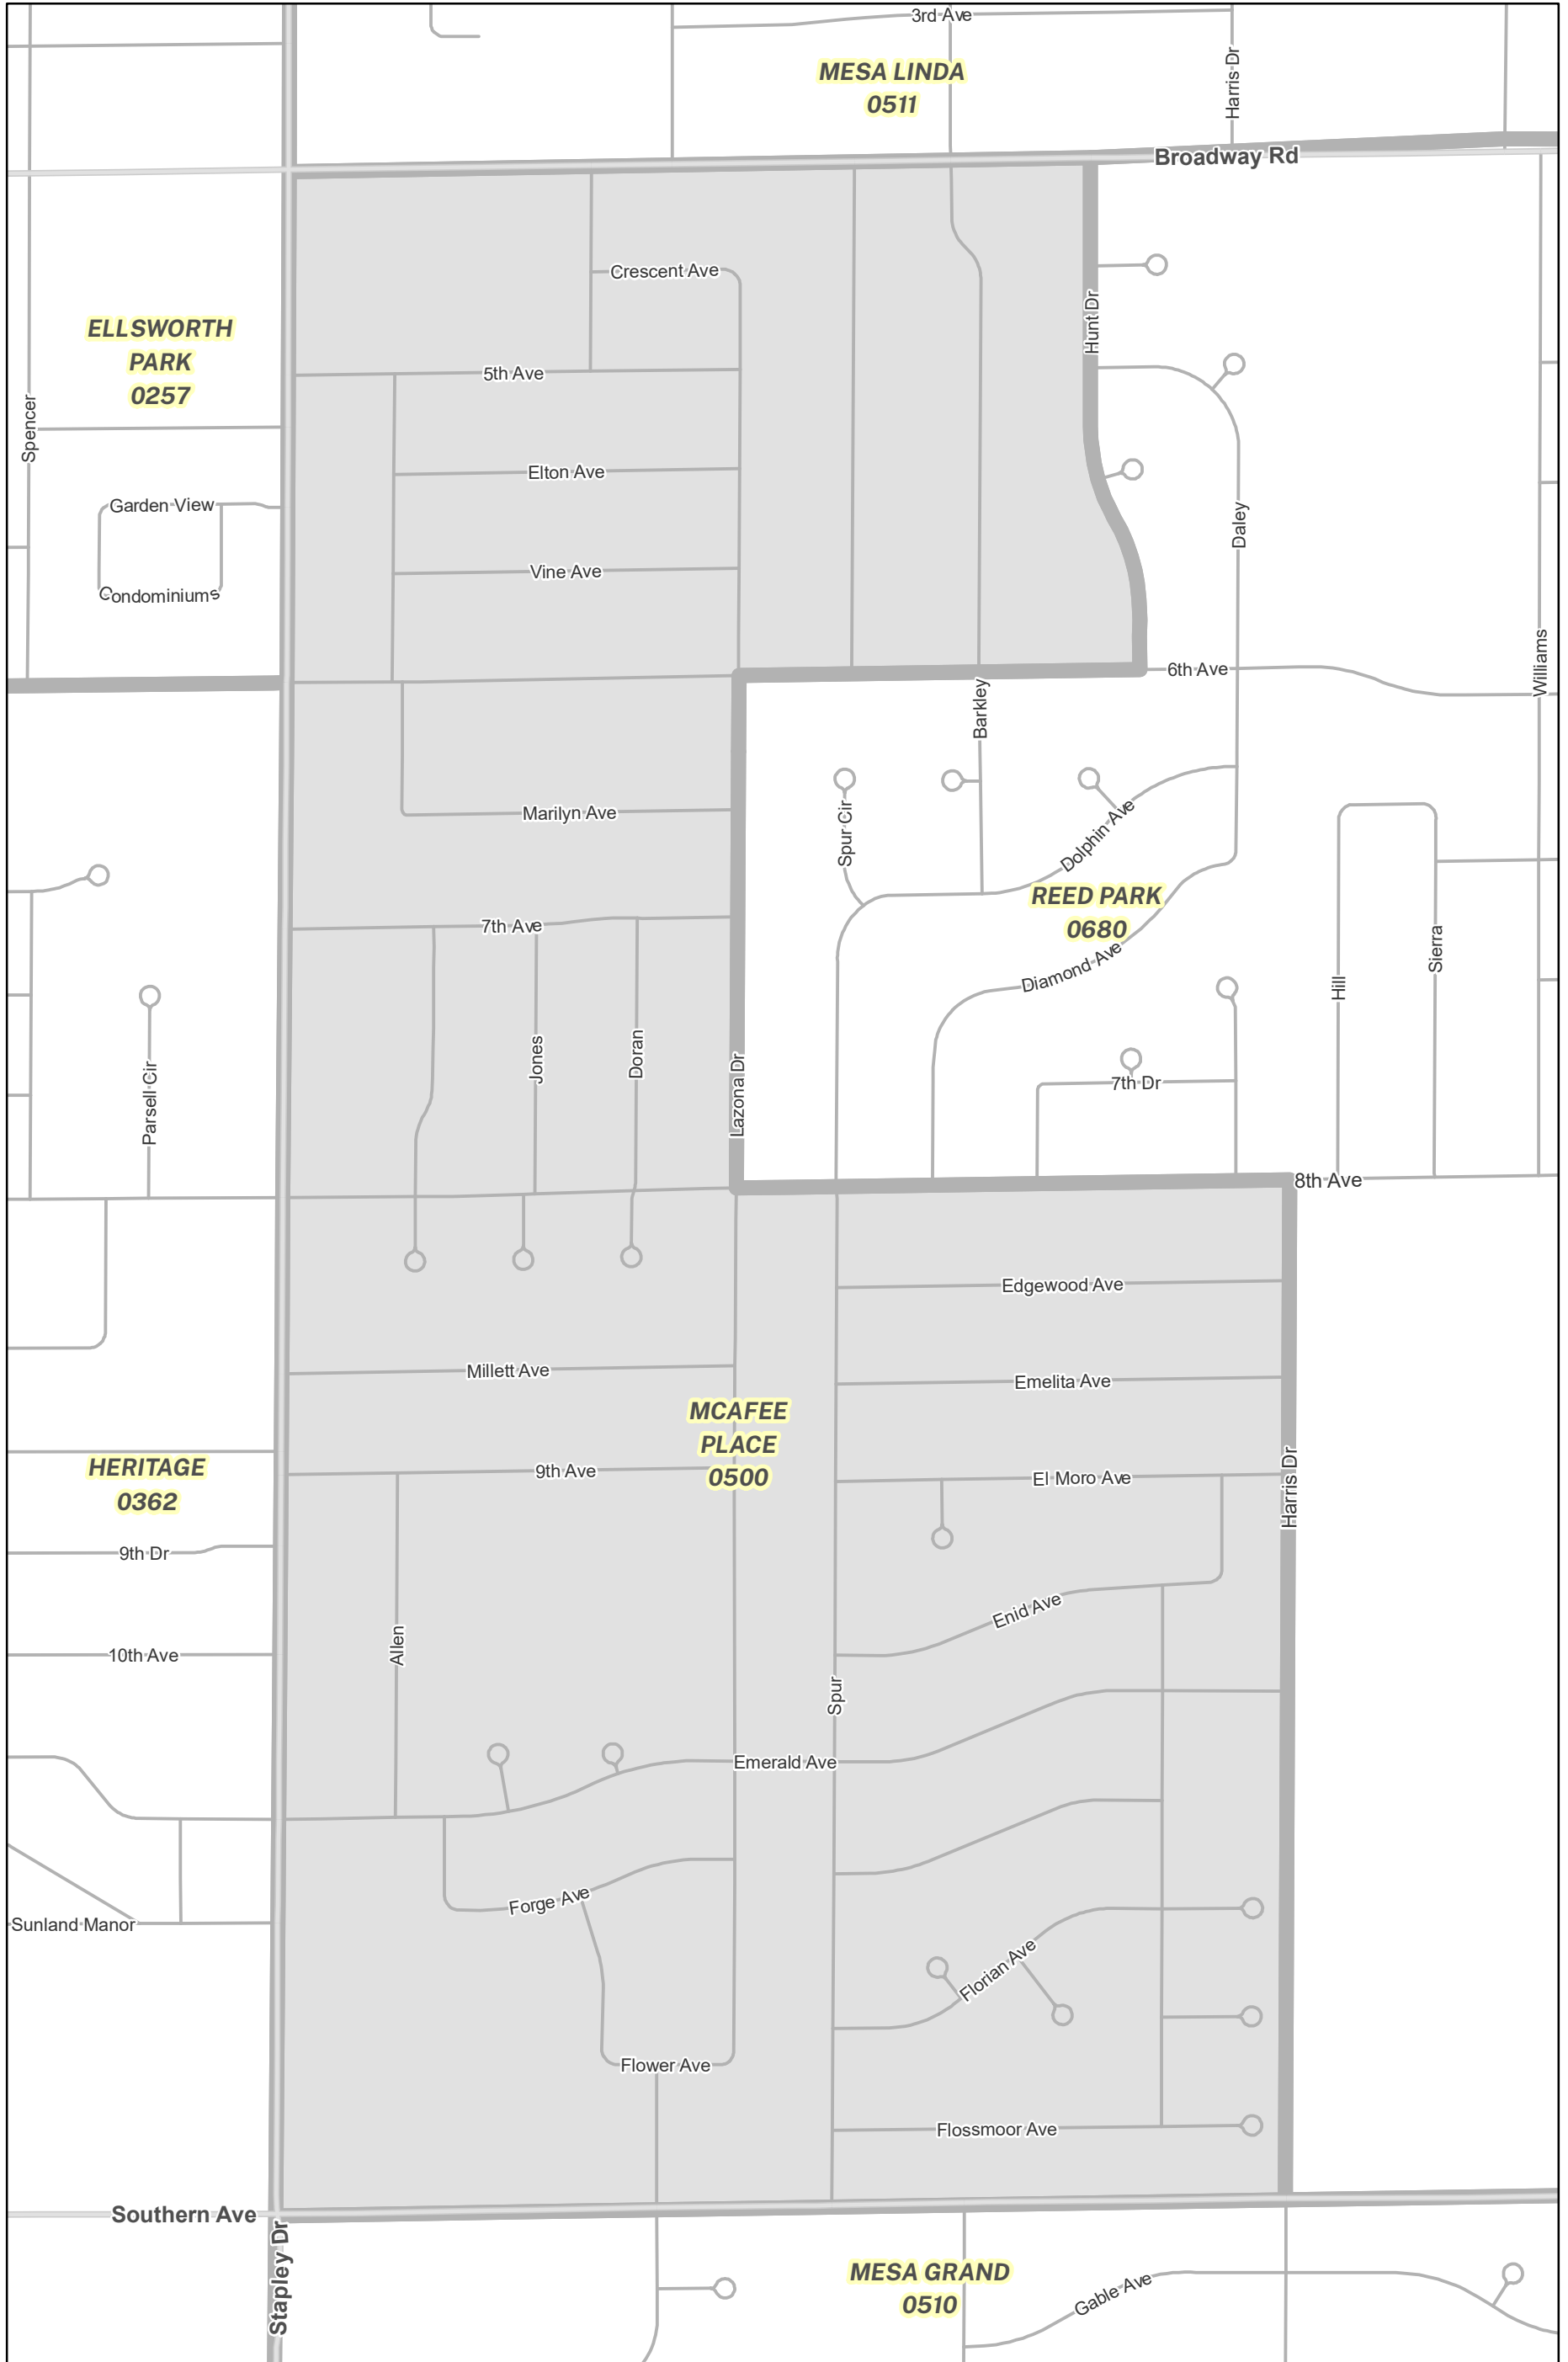 3rd Ave
MESA LINDA
0511
Harris Dr
Broadway Rd
Crescent Ave
Hunt Dr
ELLSWORTH
PARK
0257
5th Ave
Spencer
Elton Ave
Garden View
Daley
Vine Ave
Condominiums
Williams
6th Ave
Barkley
Marilyn Ave
Spur Cir
Dolphin Ave
REED PARK
0680
7th Ave
Sierra
Diamond Ave
Hill
Jones
Doran
7th Dr
Lazona Dr
Parsell Cir
8th Ave
Edgewood Ave
Millett Ave
Emelita Ave
MCAFEE
PLACE
0500
9th Ave
El Moro Ave
Harris Dr
HERITAGE
0362
9th Dr
Enid Ave
Allen
10th Ave
Spur
Emerald Ave
Forge Ave
Sunland Manor
Florian Ave
Flower Ave
Flossmoor Ave
Southern Ave
Stapley Dr
MESA GRAND
0510
Gable Ave